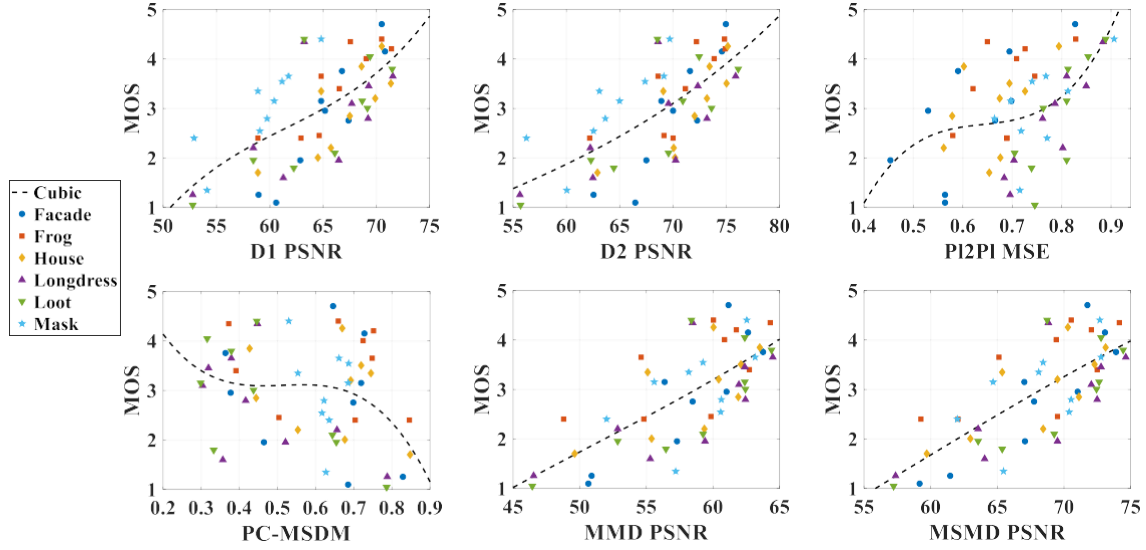 5
4
3
2
1
MOS
50 55 60 65 70 75
D1 PSNR
5
4
3
2
1
MOS
55 60 65 70 75 80
D2 PSNR
5
4
3
2
1
MOS
0.4 0.5 0.6 0.7 0.8 0.9
Pl2Pl MSE
Cubic
Facade
Frog
House
Longdress
Loot
Mask
5
4
3
2
1
MOS
0.2 0.3 0.4 0.5 0.6 0.7 0.8 0.9
PC-MSDM
5
4
3
2
1
MOS
45 50 55 60 65
MMD PSNR
5
4
3
2
1
MOS
60 65 70 75
MSMD PSNR